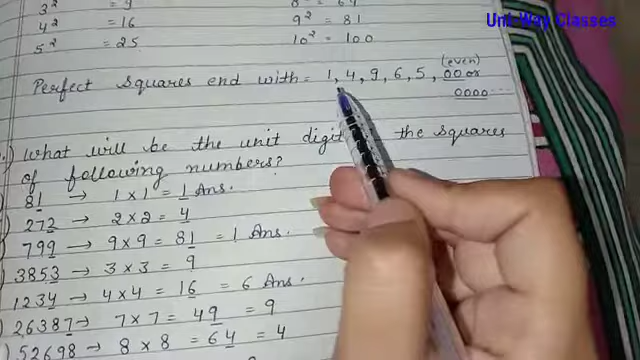 3² = 9 8² = 64
4² = 16 9² = 81
5² = 25 10² = 100
Uni-Way Classes
(even)
Perfect Squares end with = 1, 4, 9, 6, 5, 00 or
0000...
What will be the unit digit the squares
of following numbers?
81 → 1 × 1 = 1 Ans.
272 → 2 × 2 = 4
799 → 9 × 9 = 81 = 1 Ans.
3853 → 3 × 3 = 9
1234 → 4 × 4 = 16 = 6 Ans.
26387 → 7 × 7 = 49 = 9
52698 → 8 × 8 = 64 = 4